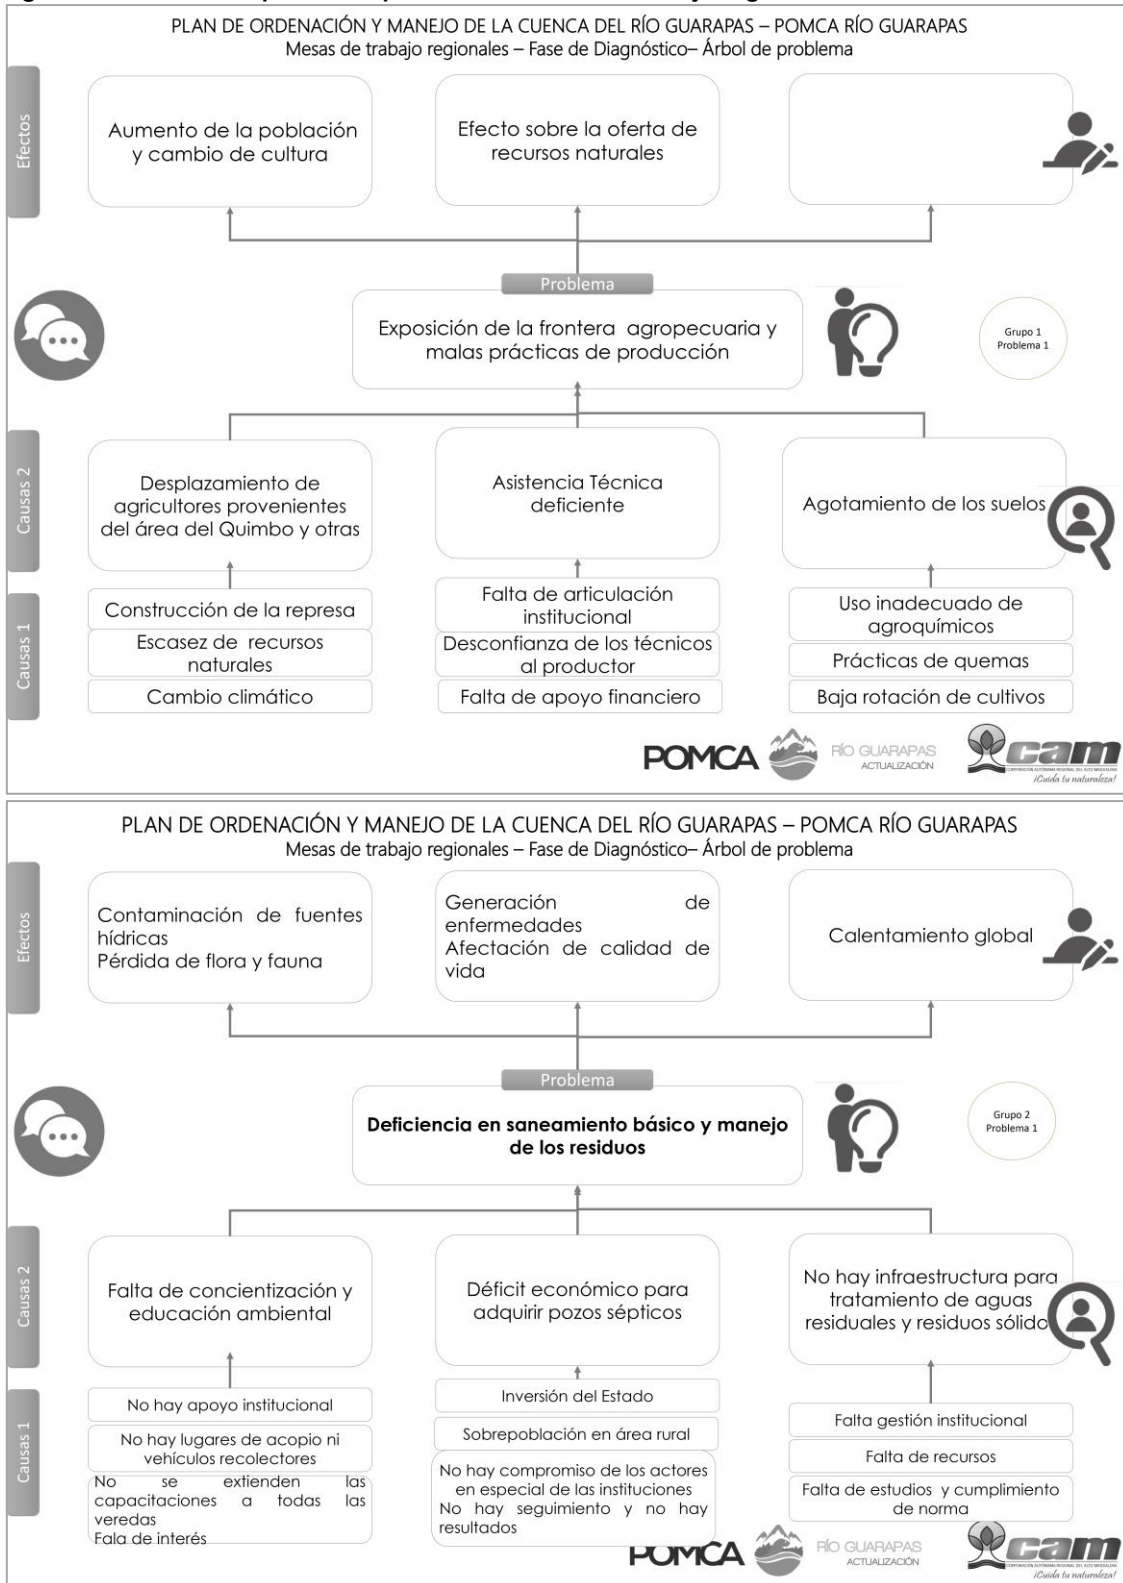 PLAN DE ORDENACIÓN Y MANEJO DE LA CUENCA DEL RÍO GUARAPAS – POMCA RÍO GUARAPAS
Mesas de trabajo regionales – Fase de Diagnóstico– Árbol de problema
Efectos
Aumento de la población
y cambio de cultura
Efecto sobre la oferta de
recursos naturales
Problema
Exposición de la frontera agropecuaria y
malas prácticas de producción
Grupo 1
Problema 1
Causas 2
Desplazamiento de
agricultores provenientes
del área del Quimbo y otras
Asistencia Técnica
deficiente
Agotamiento de los suelos
Causas 1
Construcción de la represa
Escasez de recursos
naturales
Cambio climático
Falta de articulación
institucional
Desconfianza de los técnicos
al productor
Falta de apoyo financiero
Uso inadecuado de
agroquímicos
Prácticas de quemas
Baja rotación de cultivos
POMCA
RÍO GUARAPAS
ACTUALIZACIÓN
cam
CORPORACIÓN AUTÓNOMA REGIONAL DEL ALTO MAGDALENA
¡Cuida tu naturaleza!
PLAN DE ORDENACIÓN Y MANEJO DE LA CUENCA DEL RÍO GUARAPAS – POMCA RÍO GUARAPAS
Mesas de trabajo regionales – Fase de Diagnóstico– Árbol de problema
Efectos
Contaminación de fuentes
hídricas
Pérdida de flora y fauna
Generación de
enfermedades
Afectación de calidad de
vida
Calentamiento global
Problema
Deficiencia en saneamiento básico y manejo
de los residuos
Grupo 2
Problema 1
Causas 2
Falta de concientización y
educación ambiental
Déficit económico para
adquirir pozos sépticos
No hay infraestructura para
tratamiento de aguas
residuales y residuos sólido
Causas 1
No hay apoyo institucional
No hay lugares de acopio ni
vehículos recolectores
No se extienden las
capacitaciones a todas las
veredas
Fala de interés
Inversión del Estado
Sobrepoblación en área rural
No hay compromiso de los actores
en especial de las instituciones
No hay seguimiento y no hay
resultados
Falta gestión institucional
Falta de recursos
Falta de estudios y cumplimiento
de norma
POMCA
RÍO GUARAPAS
ACTUALIZACIÓN
cam
CORPORACIÓN AUTÓNOMA REGIONAL DEL ALTO MAGDALENA
¡Cuida tu naturaleza!